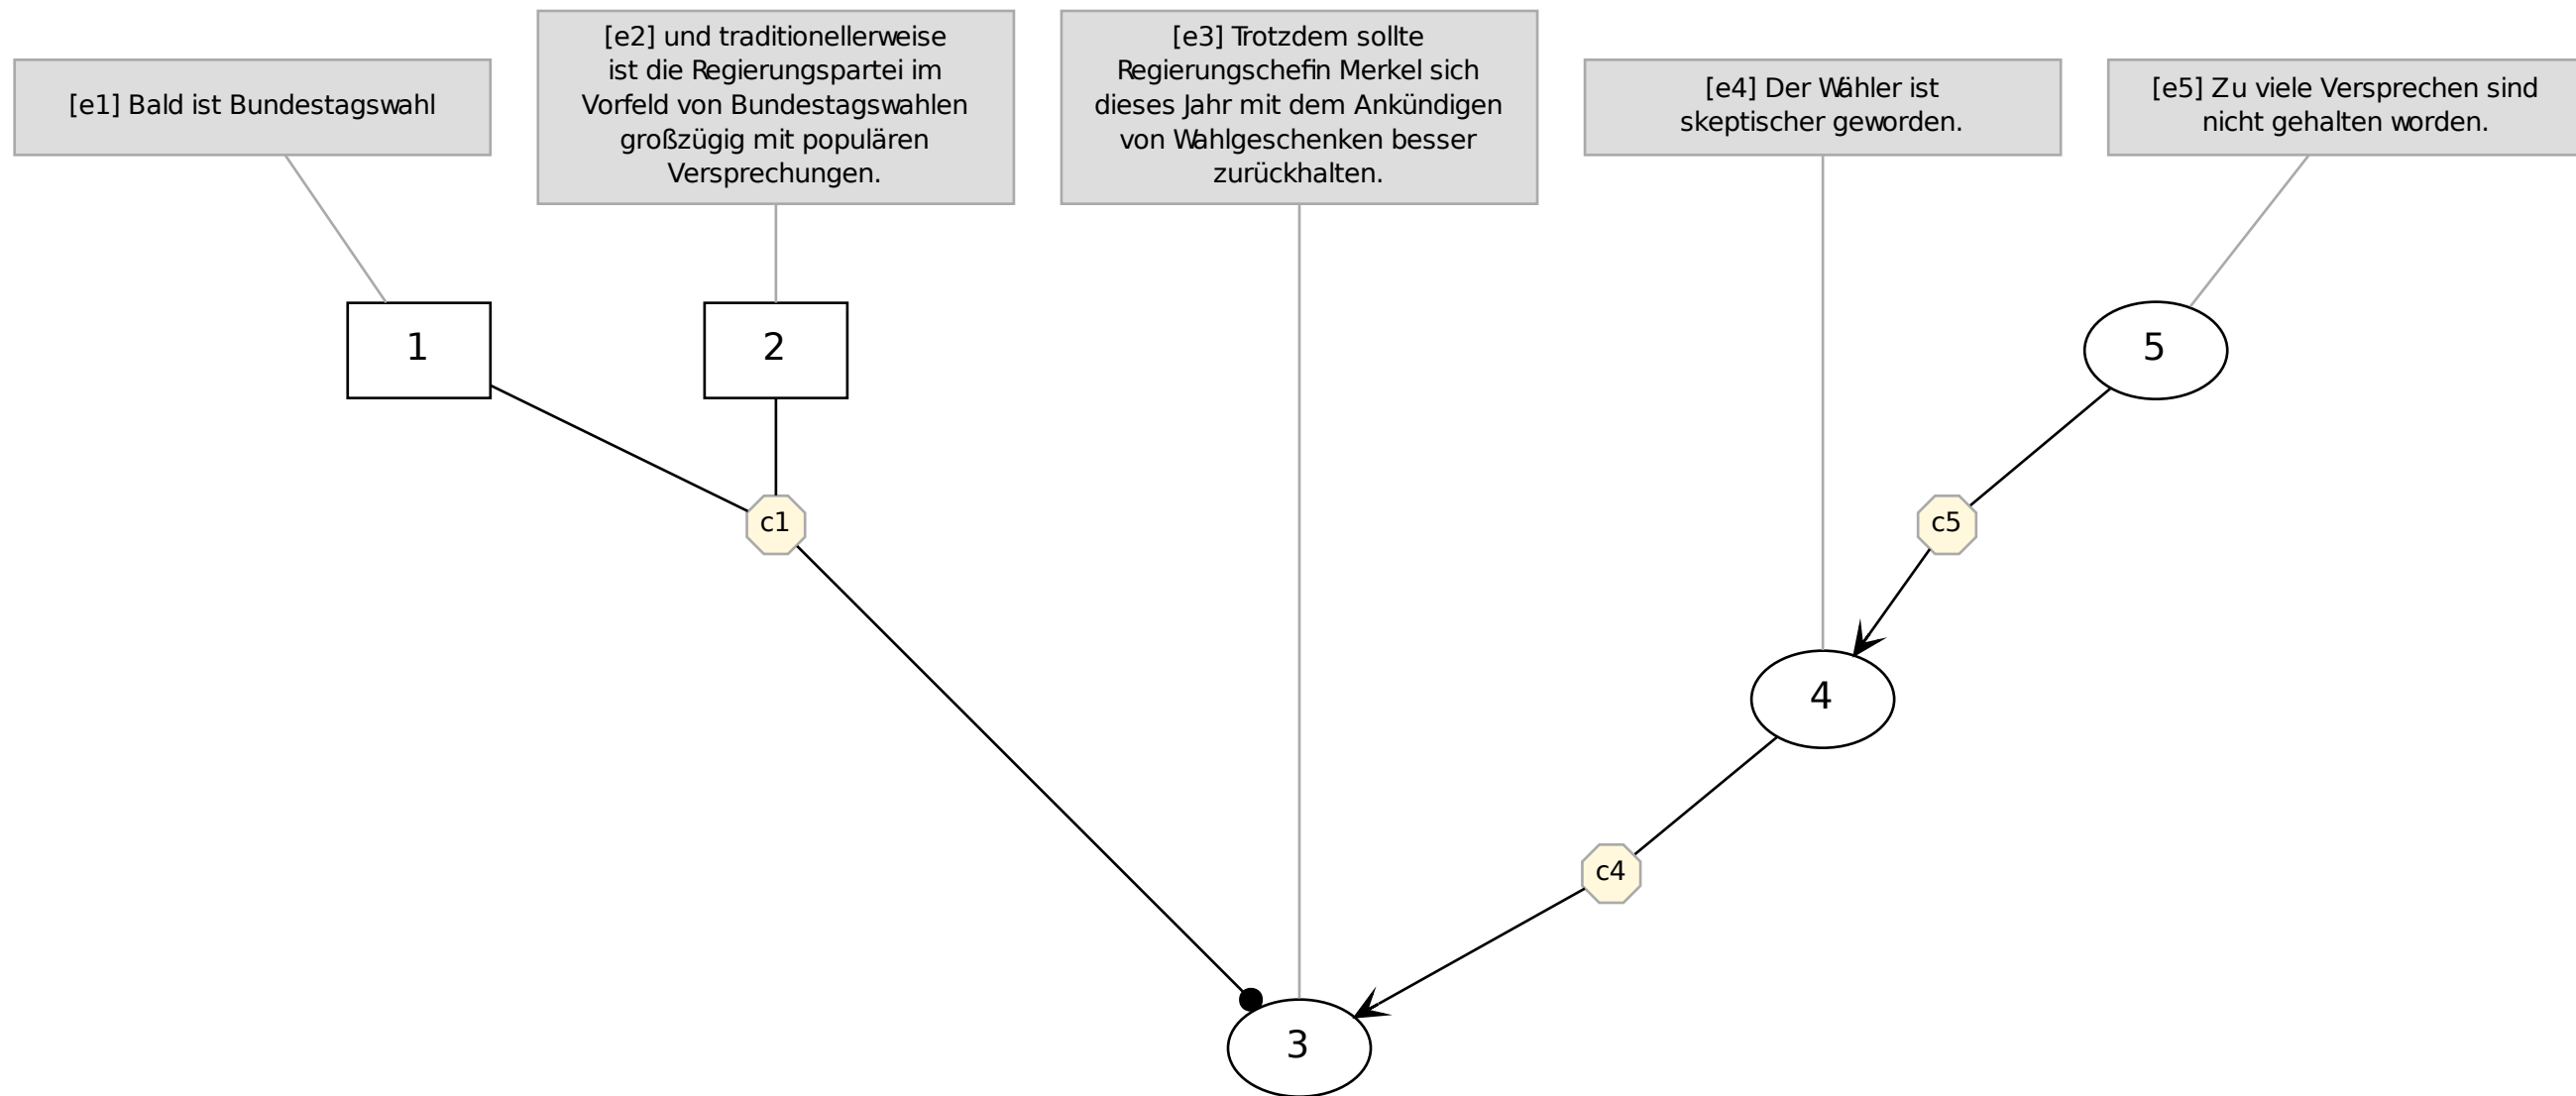 [e1] Bald ist Bundestagswahl
[e2] und traditionellerweise
ist die Regierungspartei im
Vorfeld von Bundestagswahlen
großzügig mit populären
Versprechungen.
[e3] Trotzdem sollte
Regierungschefin Merkel sich
dieses Jahr mit dem Ankündigen
von Wahlgeschenken besser
zurückhalten.
[e4] Der Wähler ist
skeptischer geworden.
[e5] Zu viele Versprechen sind
nicht gehalten worden.
1
2
5
c1
c5
4
c4
3